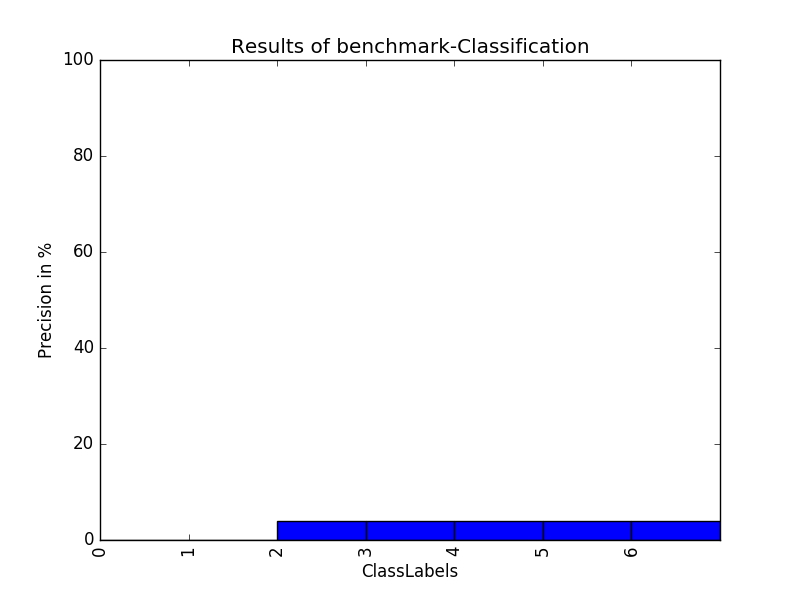 Results of benchmark-Classification
100
80
60
40
20
0
Precision in %
0 1 2 3 4 5 6
ClassLabels